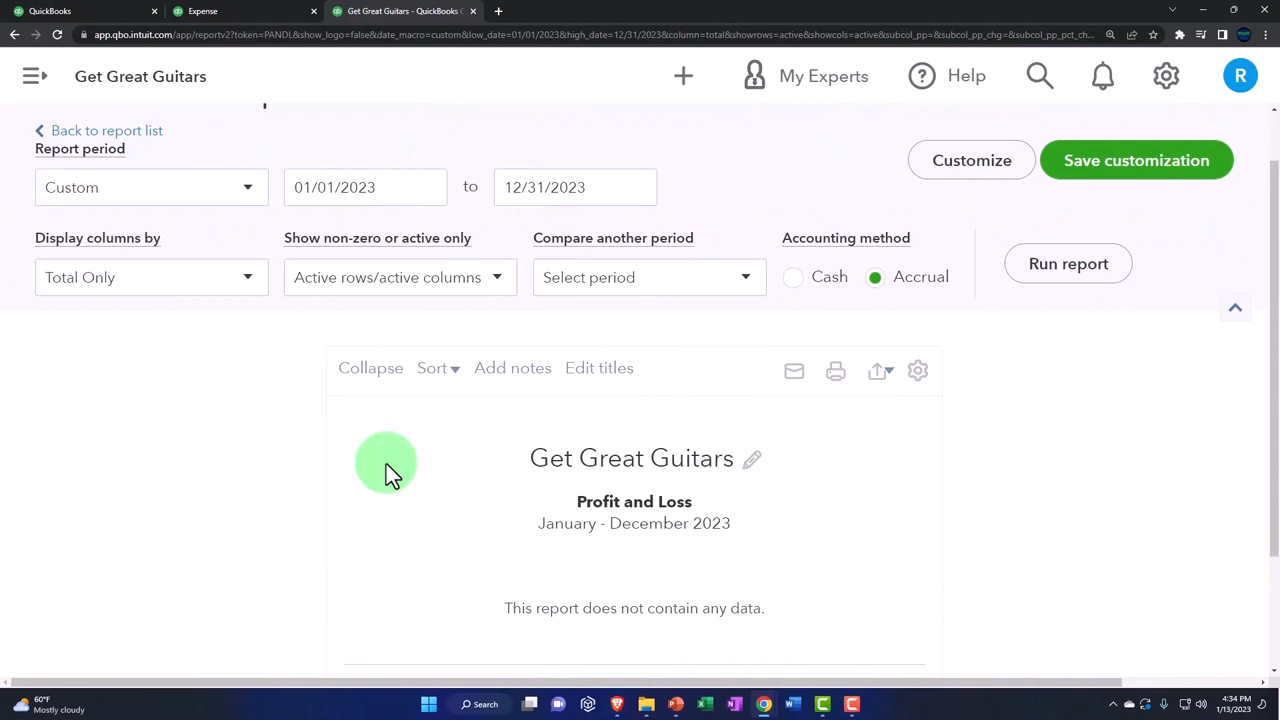 QuickBooks
Expense
Get Great Guitars - QuickBooks
app.qbo.intuit.com/app/reportv2?token=PANDL&show_logo=false&date_macro=custom&low_date=01/01/2023&high_date=12/31/2023&column=total&showrows=active&showcols=active&subcol_pp=&subcol_pp_chg=&subcol_pp_pct_ch...
Get Great Guitars
My Experts
Help
R
Back to report list
Report period
Customize
Save customization
Custom
01/01/2023
to
12/31/2023
Display columns by
Show non-zero or active only
Compare another period
Accounting method
Total Only
Active rows/active columns
Select period
Cash
Accrual
Run report
Collapse
Sort
Add notes
Edit titles
Get Great Guitars
Profit and Loss
January - December 2023
This report does not contain any data.
60°F
Mostly cloudy
Search
4:34 PM
1/13/2023